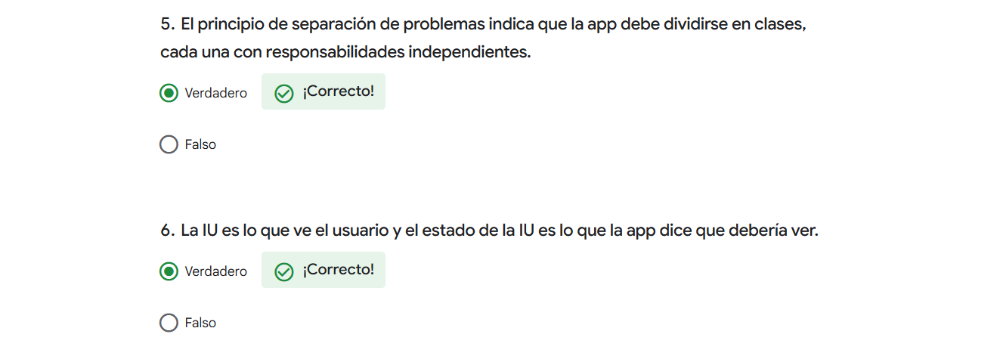 5. El principio de separación de problemas indica que la app debe dividirse en clases,
cada una con responsabilidades independientes.
Verdadero ¡Correcto!
Falso
6. La IU es lo que ve el usuario y el estado de la IU es lo que la app dice que debería ver.
Verdadero ¡Correcto!
Falso